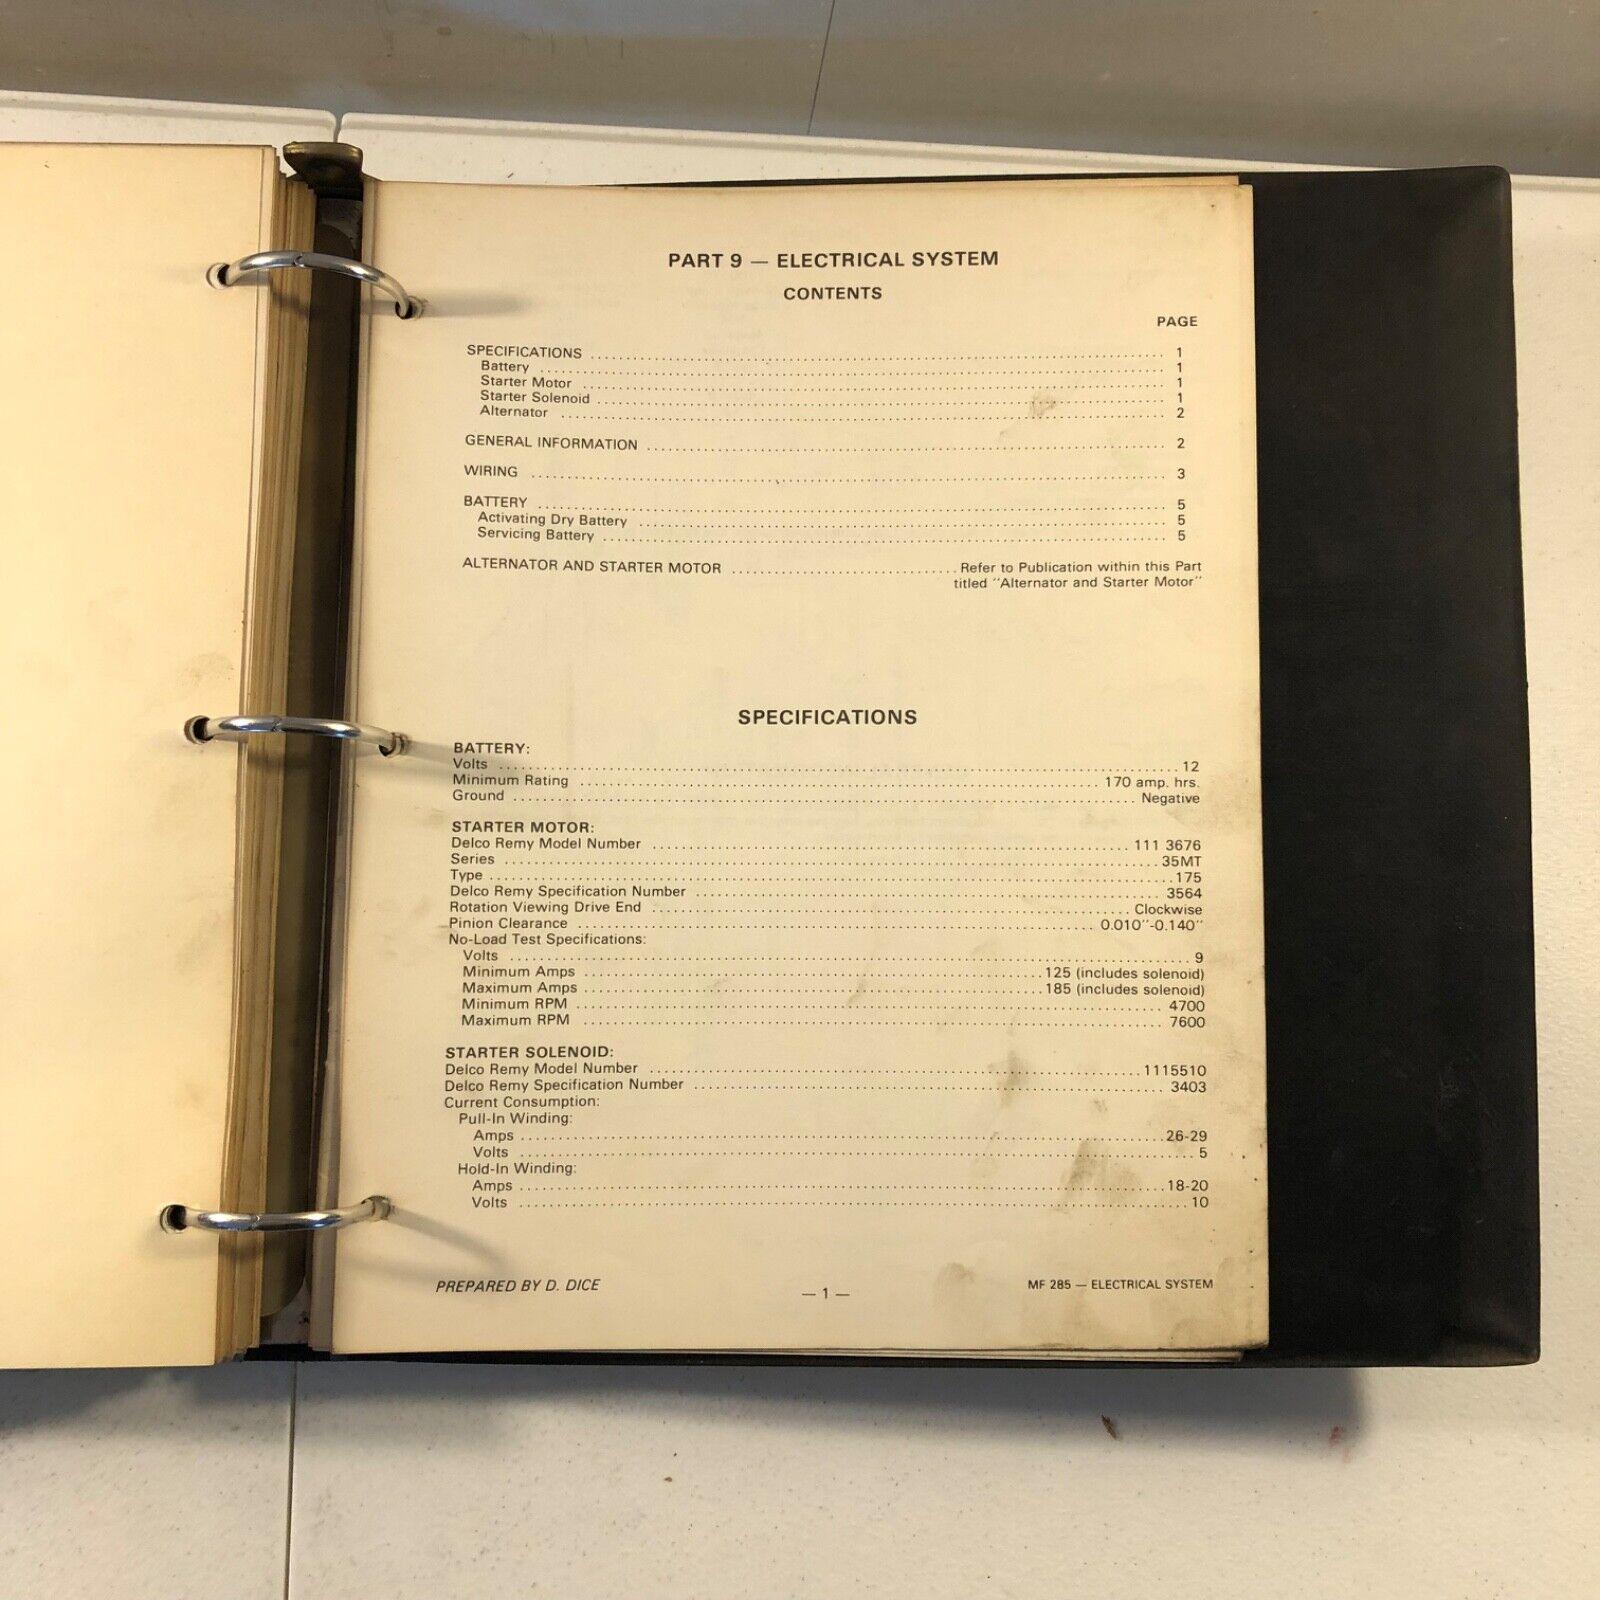 PART 9 — ELECTRICAL SYSTEM
CONTENTS
PAGE
SPECIFICATIONS ........ 1
Battery ........ 1
Starter Motor ........ 1
Starter Solenoid ........ 1
Alternator ........ 2
GENERAL INFORMATION ........ 2
WIRING ........ 3
BATTERY ........ 5
Activating Dry Battery ........ 5
Servicing Battery ........ 5
ALTERNATOR AND STARTER MOTOR ........ Refer to Publication within this Part
titled "Alternator and Starter Motor"
SPECIFICATIONS
BATTERY:
Volts ........ 12
Minimum Rating ........ 170 amp. hrs.
Ground ........ Negative
STARTER MOTOR:
Delco Remy Model Number ........ 111 3676
Series ........ 35MT
Type ........ 175
Delco Remy Specification Number ........ 3564
Rotation Viewing Drive End ........ Clockwise
Pinion Clearance ........ 0.010''-0.140''
No-Load Test Specifications:
Volts ........ 9
Minimum Amps ........ 125 (includes solenoid)
Maximum Amps ........ 185 (includes solenoid)
Minimum RPM ........ 4700
Maximum RPM ........ 7600
STARTER SOLENOID:
Delco Remy Model Number ........ 1115510
Delco Remy Specification Number ........ 3403
Current Consumption:
Pull-In Winding:
Amps ........ 26-29
Volts ........ 5
Hold-In Winding:
Amps ........ 18-20
Volts ........ 10
PREPARED BY D. DICE
— 1 —
MF 285 — ELECTRICAL SYSTEM